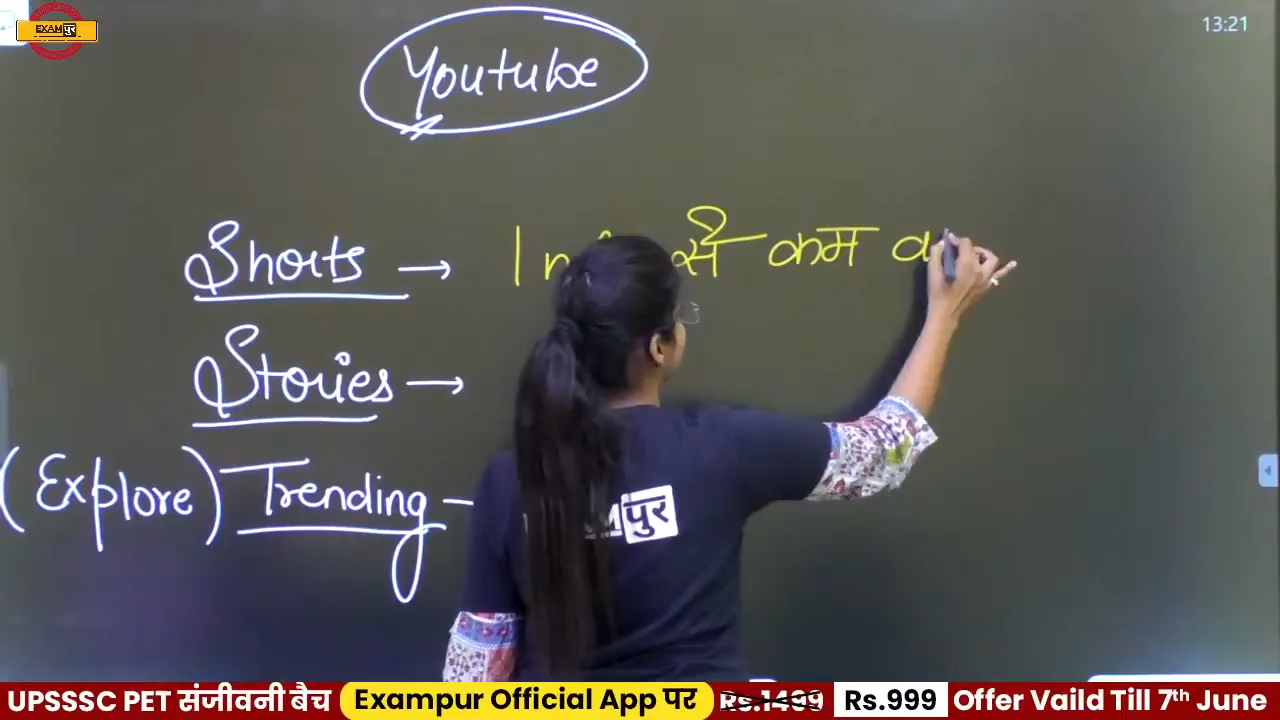 EXAMपुर
13:21
Youtube
Shorts → 1 से कम
Stories →
(Explore) Trending –
पुर
UPSSSC PET संजीवनी बैच Exampur Official App पर Rs.1499 Rs.999 Offer Vaild Till 7th June